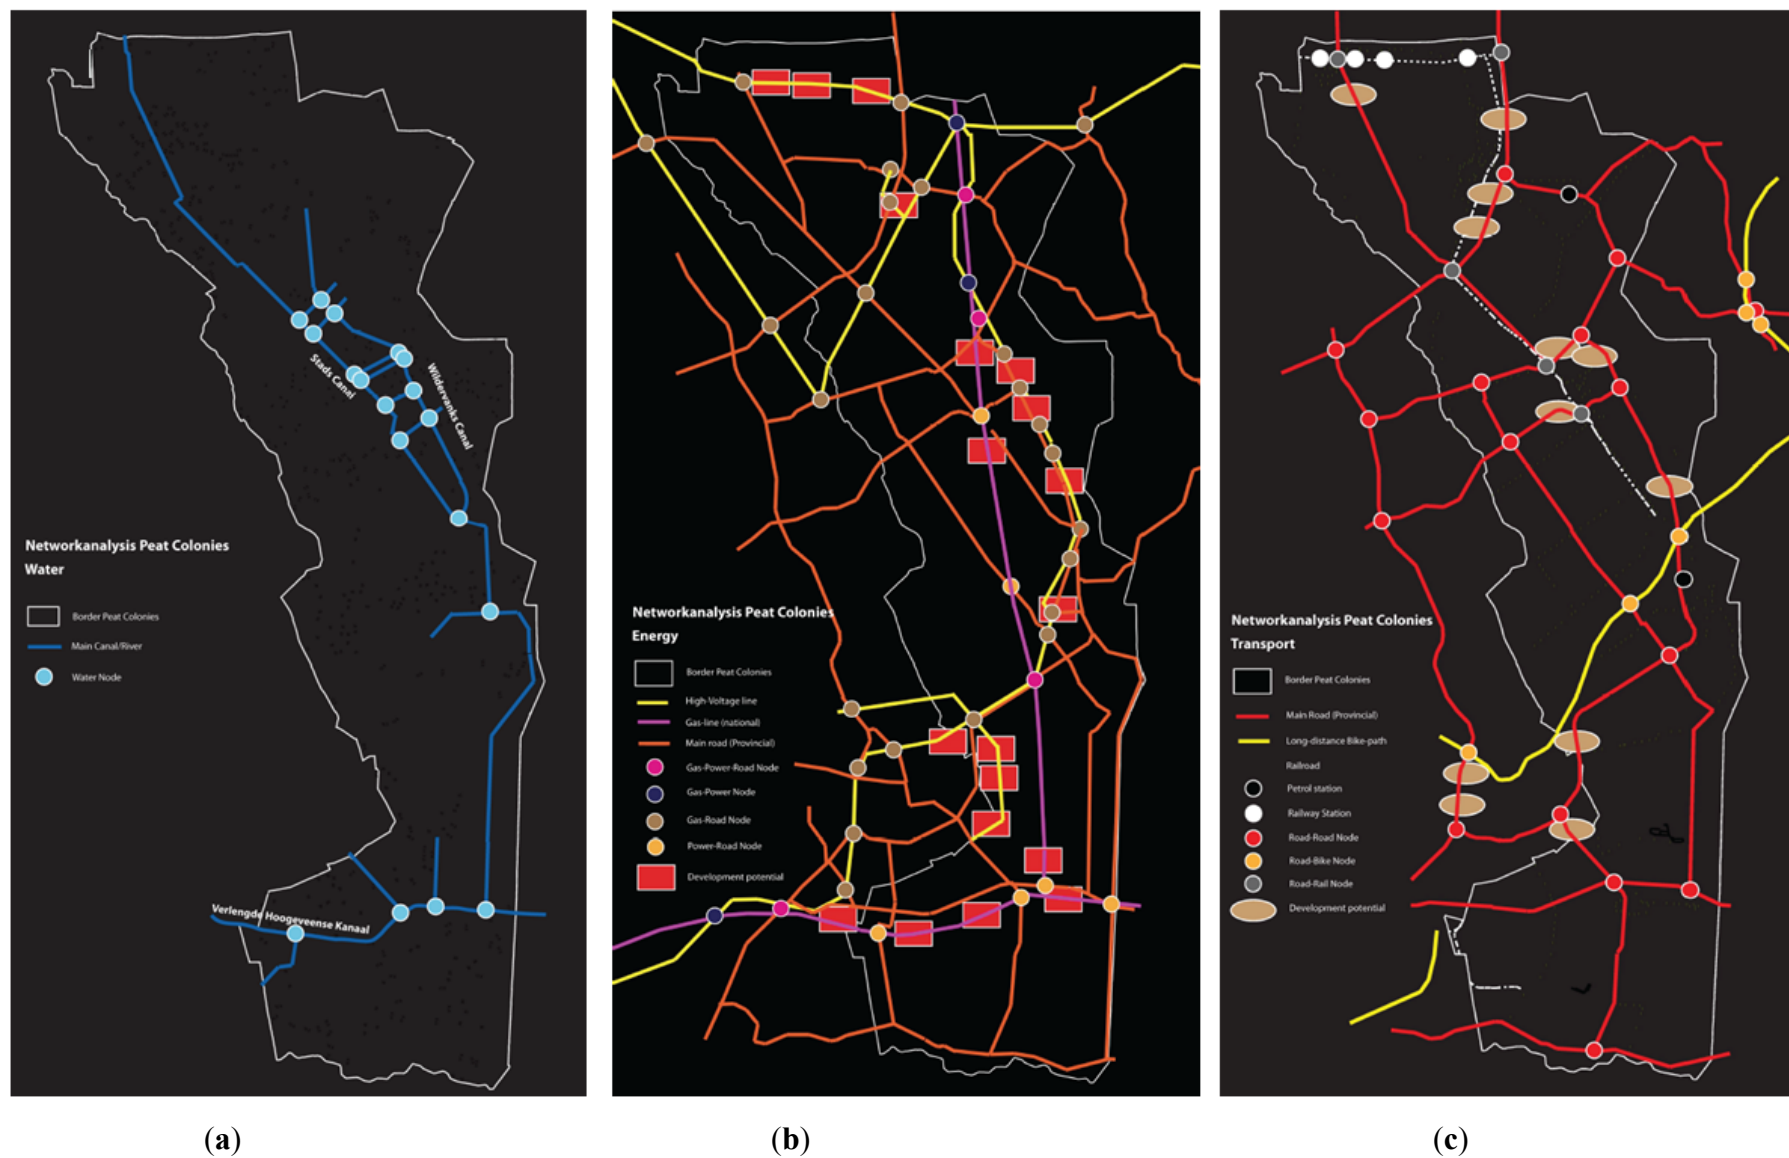 Stads Canal
Wildervanks Canal
Networkanalysis Peat Colonies
Water
Border Peat Colonies
Main Canal/River
Water Node
Verlengde Hoogeveense Kanaal
(a)
Networkanalysis Peat Colonies
Energy
Border Peat Colonies
High-Voltage line
Gas-line (national)
Main road (Provincial)
Gas-Power-Road Node
Gas-Power Node
Gas-Road Node
Power-Road Node
Development potential
(b)
Networkanalysis Peat Colonies
Transport
Border Peat Colonies
Main Road (Provincial)
Long-distance Bike-path
Railroad
Petrol station
Railway Station
Road-Road Node
Road-Bike Node
Road-Rail Node
Development potential
(c)